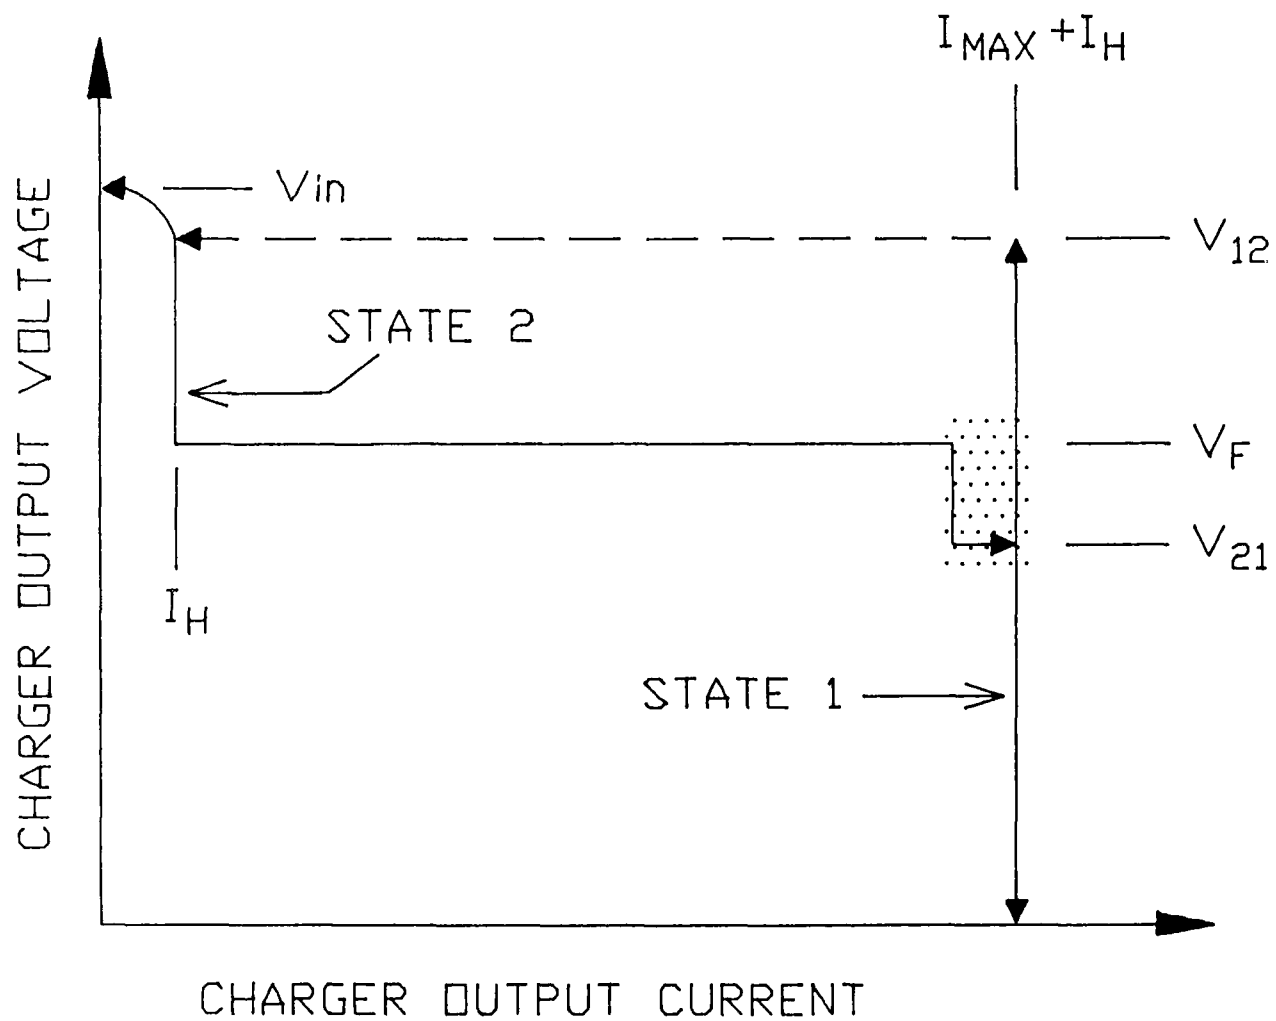 I_MAX + I_H
Vin
V_12
STATE 2
V_F
V_21
I_H
STATE 1
CHARGER OUTPUT VOLTAGE
CHARGER OUTPUT CURRENT